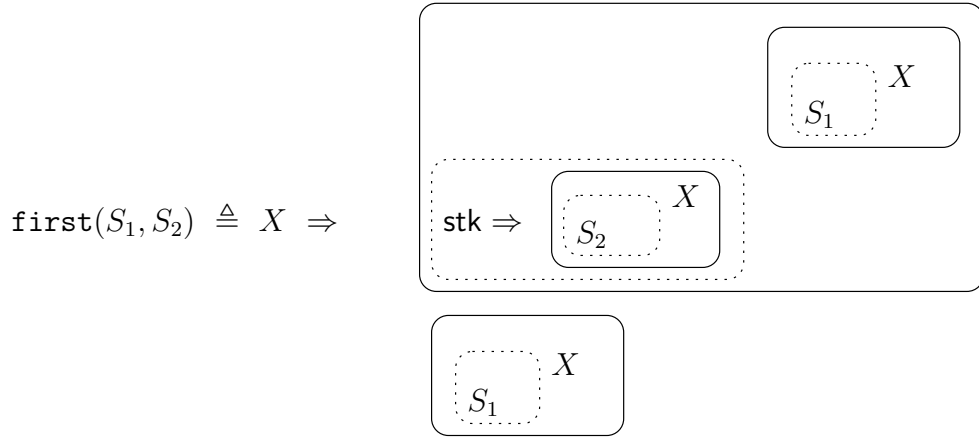 X
S₁
first(S₁, S₂) ≜ X ⇒
stk ⇒
X
S₂
X
S₁